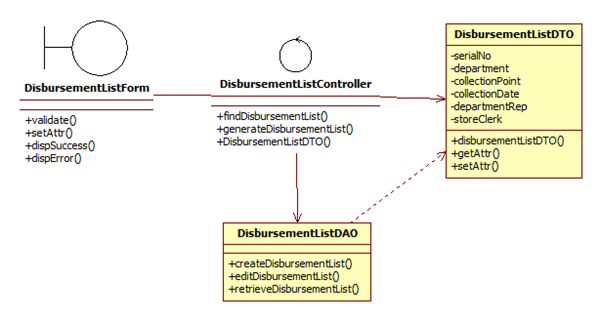 DisbursementListForm
+validate()
+setAttr()
+dispSuccess()
+dispError()
DisbursementListController
+findDisbursementList()
+generateDisbursementList()
+DisbursementListDTO()
DisbursementListDTO
-serialNo
-department
-collectionPoint
-collectionDate
-departmentRep
-storeClerk
+disbursementListDTO()
+getAttr()
+setAttr()
DisbursementListDAO
+createDisbursementList()
+editDisbursementList()
+retrieveDisbursementList()